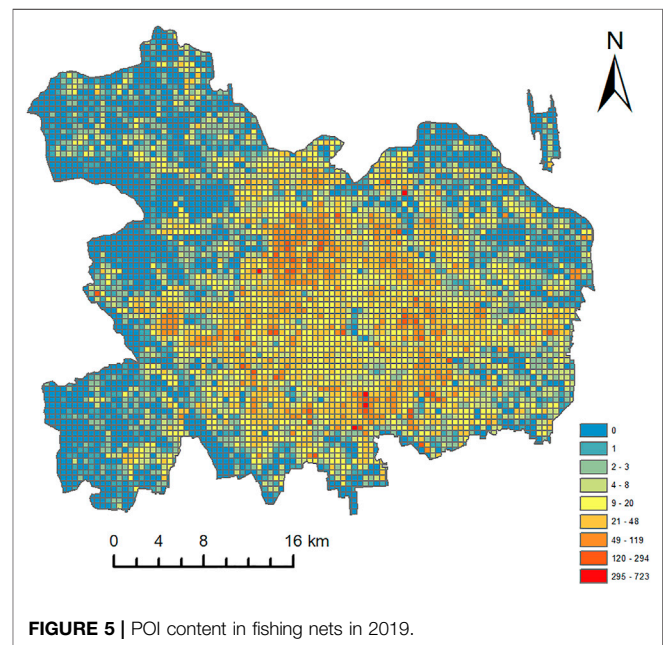 N
0
1
2 - 3
4 - 8
9 - 20
21 - 48
49 - 119
120 - 294
295 - 723
0 4 8 16 km
FIGURE 5 | POI content in fishing nets in 2019.